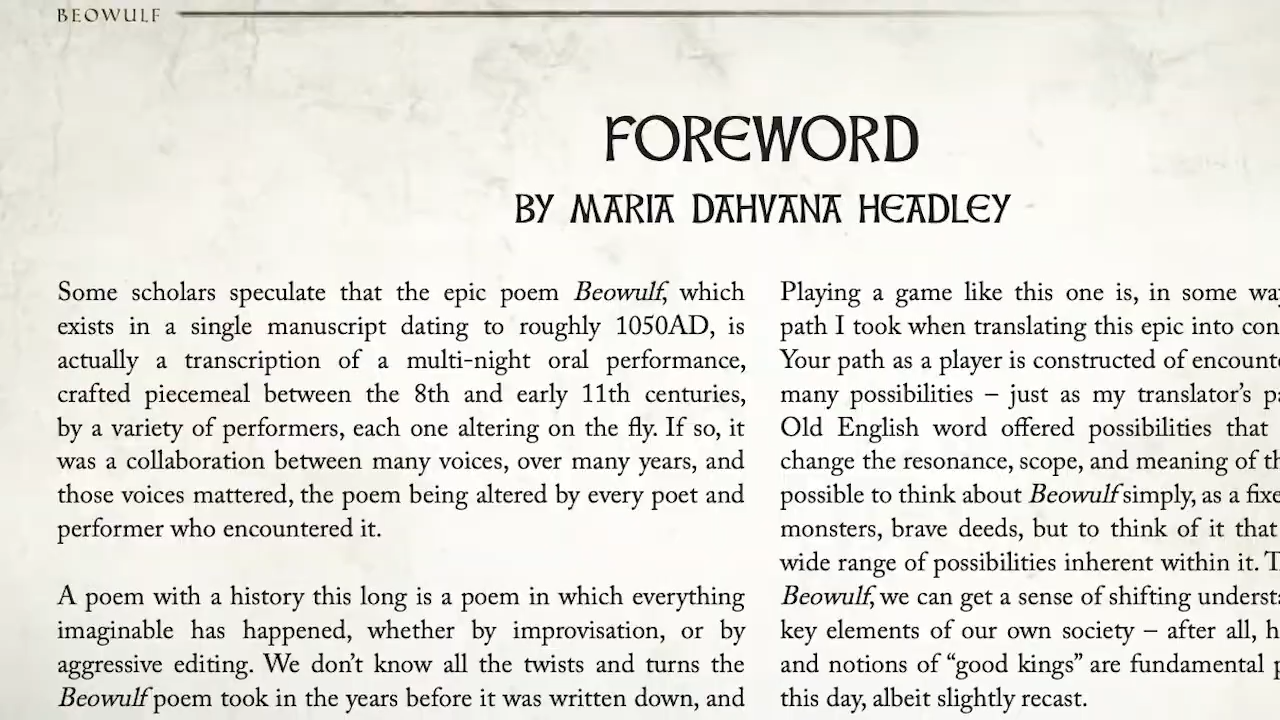 BEOWULF
FOREWORD
BY MARIA DAHVANA HEADLEY
Some scholars speculate that the epic poem Beowulf, which
exists in a single manuscript dating to roughly 1050AD, is
actually a transcription of a multi-night oral performance,
crafted piecemeal between the 8th and early 11th centuries,
by a variety of performers, each one altering on the fly. If so, it
was a collaboration between many voices, over many years, and
those voices mattered, the poem being altered by every poet and
performer who encountered it.
A poem with a history this long is a poem in which everything
imaginable has happened, whether by improvisation, or by
aggressive editing. We don't know all the twists and turns the
Beowulf poem took in the years before it was written down, and
Playing a game like this one is, in some
path I took when translating this epic into
Your path as a player is constructed of
many possibilities – just as my translator's
Old English word offered possibilities that
change the resonance, scope, and meaning of
possible to think about Beowulf simply, as a
monsters, brave deeds, but to think of it that
wide range of possibilities inherent within it.
Beowulf, we can get a sense of shifting
key elements of our own society – after all,
and notions of “good kings” are fundamental
this day, albeit slightly recast.